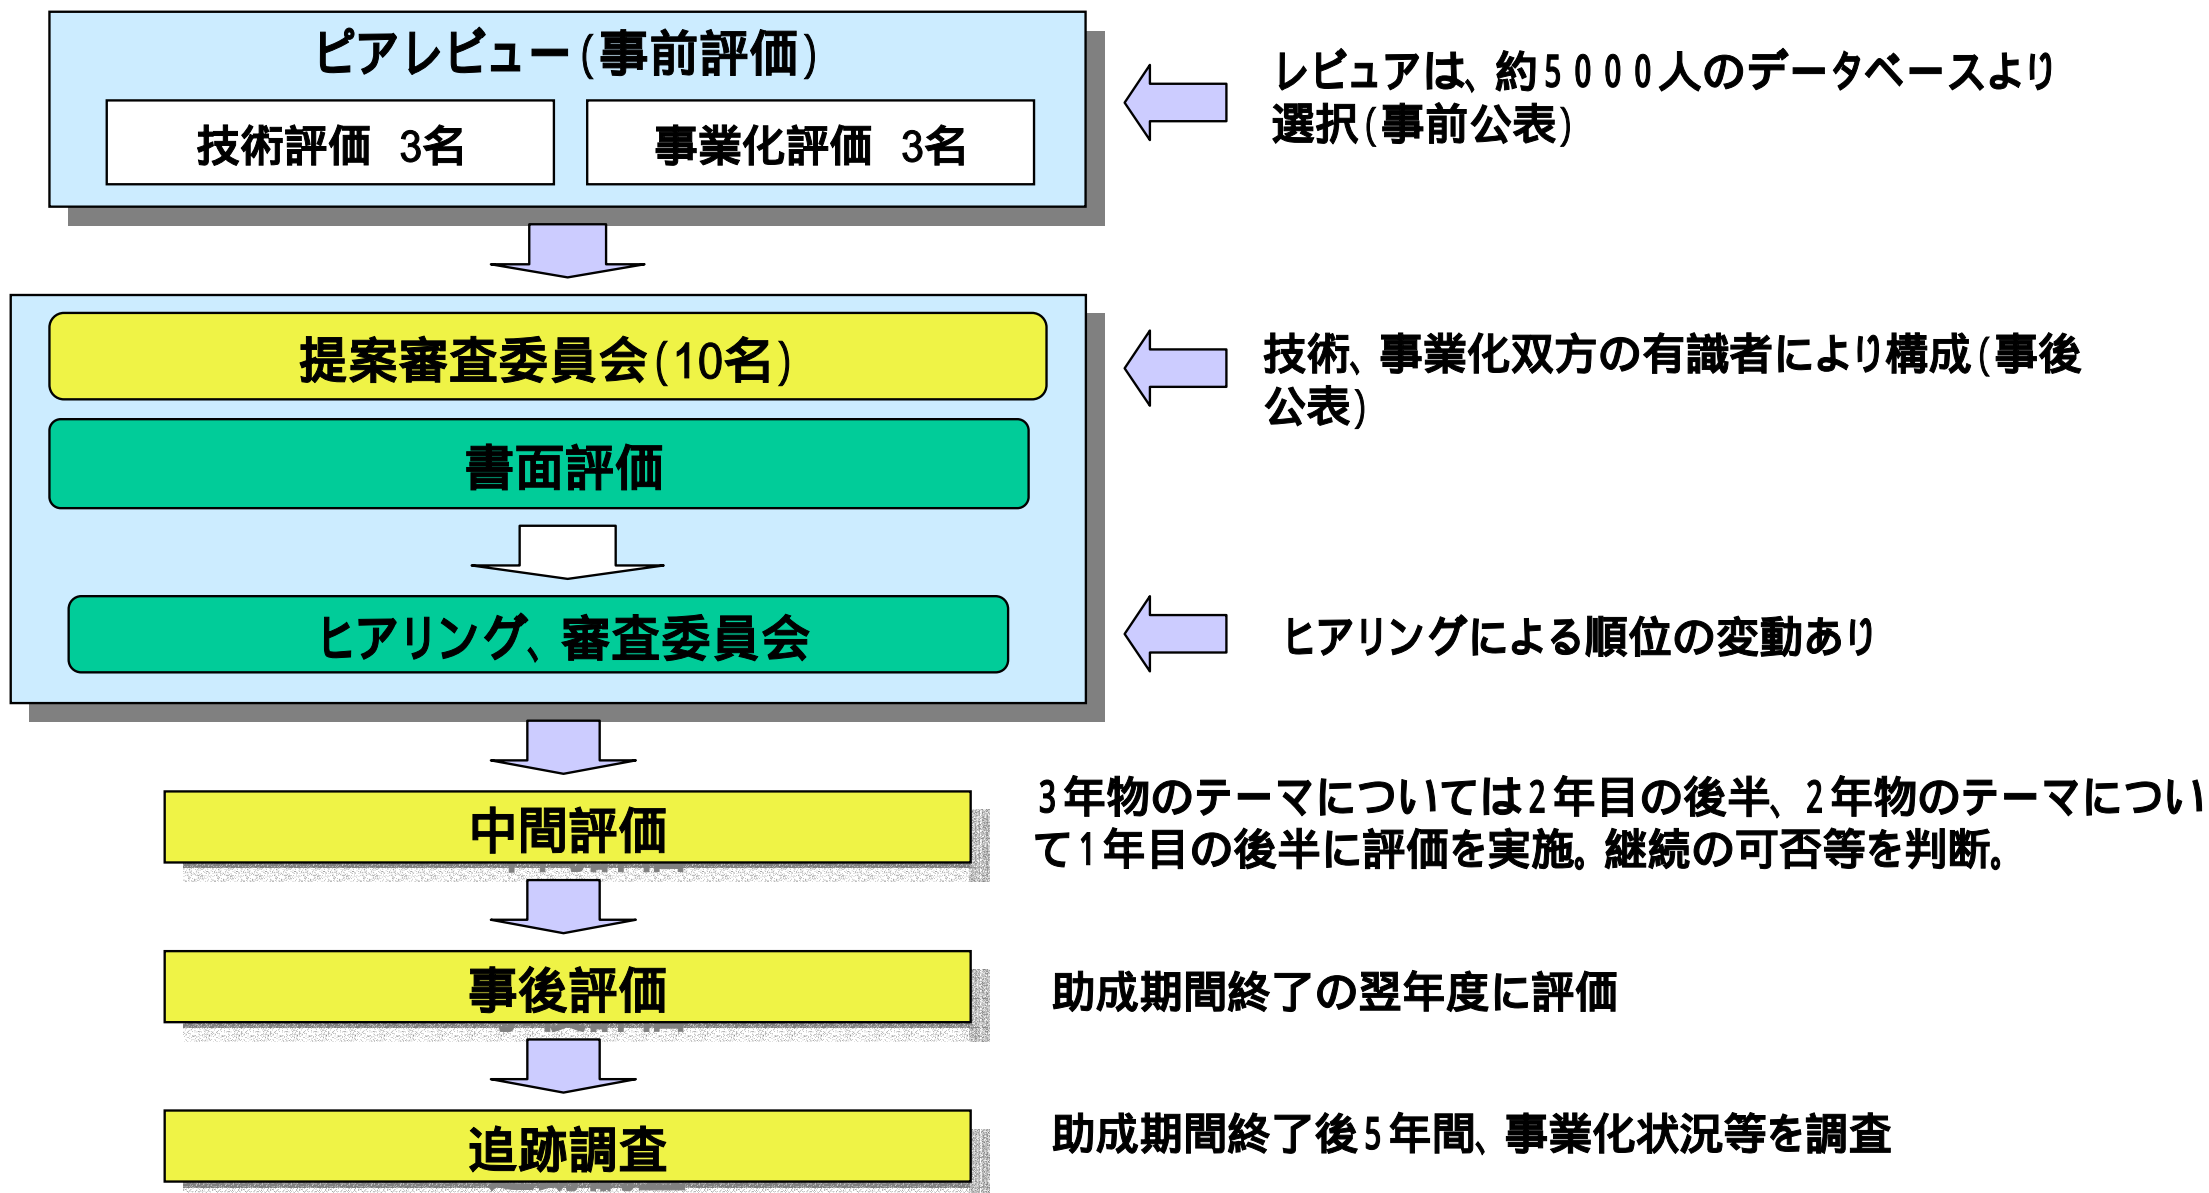 ピアレビュー(事前評価)
技術評価 3名
事業化評価 3名
レビュアは、約5000人のデータベースより
選択(事前公表)
提案審査委員会(10名)
技術、事業化双方の有識者により構成(事後
公表)
書面評価
ヒアリング、審査委員会
ヒアリングによる順位の変動あり
中間評価
3年物のテーマについては2年目の後半、2年物のテーマについ
て1年目の後半に評価を実施。継続の可否等を判断。
事後評価
助成期間終了の翌年度に評価
追跡調査
助成期間終了後5年間、事業化状況等を調査